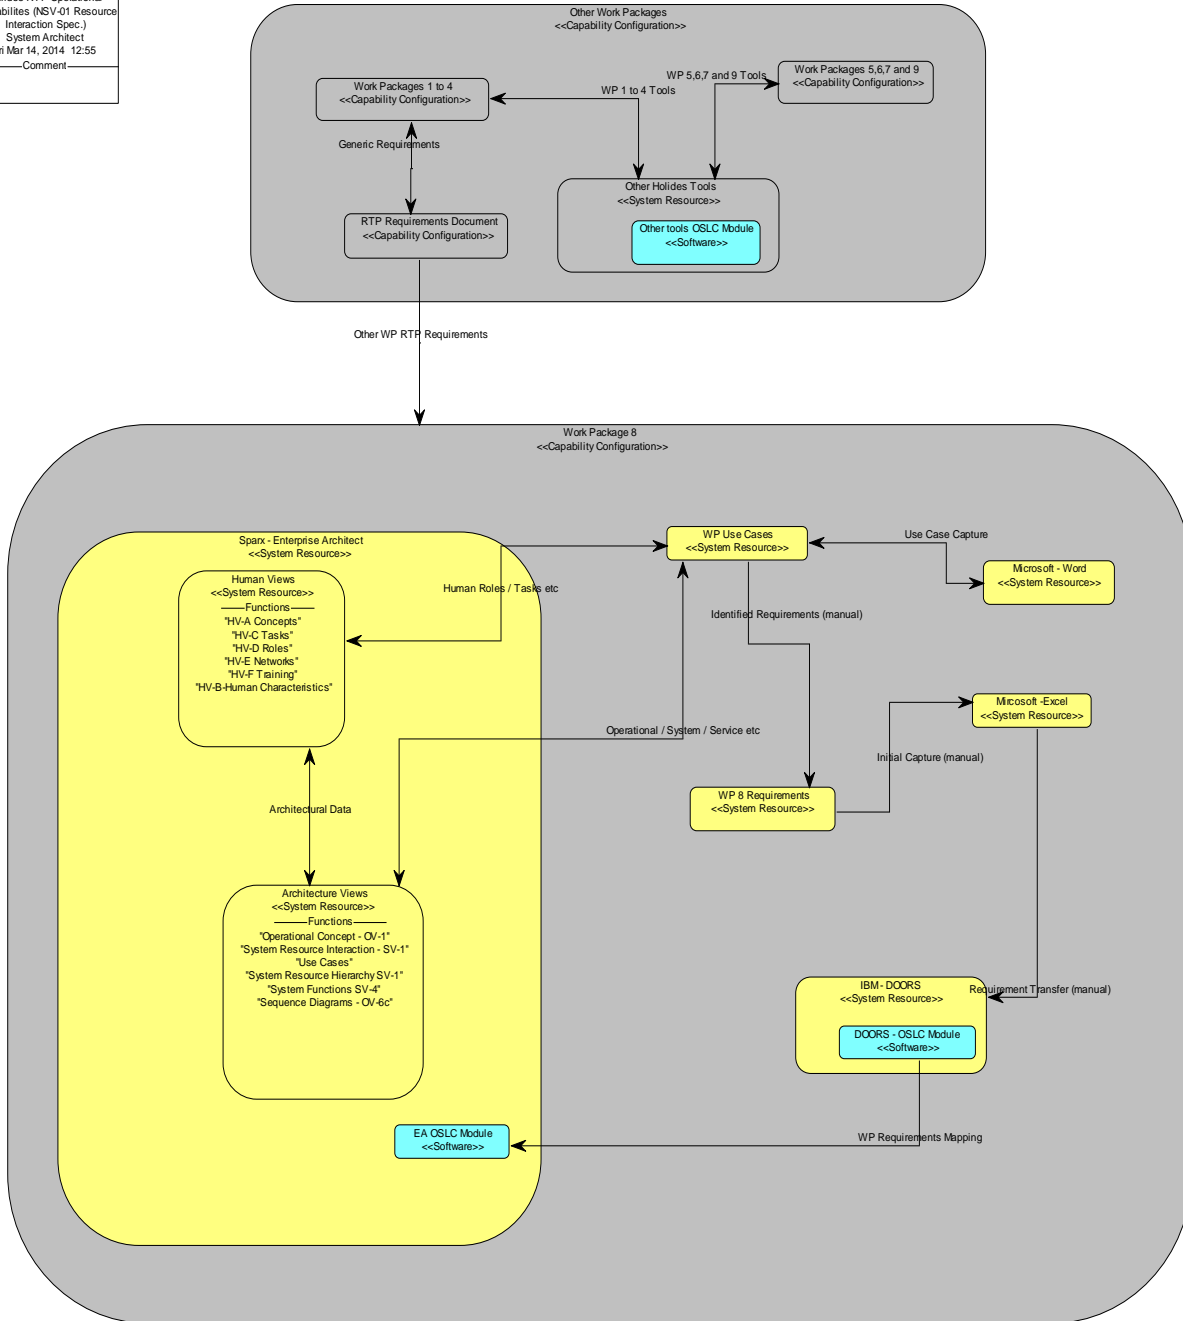 abilites (NSV-01 Resource
Interaction Spec.)
System Architect
Mar 14, 2014 12:55
Comment
Other Work Packages
<<Capability Configuration>>
Work Packages 1 to 4
<<Capability Configuration>>
WP 1 to 4 Tools
WP 5,6,7 and 9 Tools
Work Packages 5,6,7 and 9
<<Capability Configuration>>
Generic Requirements
RTP Requirements Document
<<Capability Configuration>>
Other Holides Tools
<<System Resource>>
Other tools OSLC Module
<<Software>>
Other WP RTP Requirements
Work Package 8
<<Capability Configuration>>
Sparx - Enterprise Architect
<<System Resource>>
Human Views
<<System Resource>>
Functions
"HV-A Concepts"
"HV-C Tasks"
"HV-D Roles"
"HV-E Networks"
"HV-F Training"
"HV-B-Human Characteristics"
Human Roles / Tasks etc
WP Use Cases
<<System Resource>>
Use Case Capture
Microsoft - Word
<<System Resource>>
Identified Requirements (manual)
Operational / System / Service etc
Mircosoft -Excel
<<System Resource>>
Initial Capture (manual)
WP 8 Requirements
<<System Resource>>
Architectural Data
Architecture Views
<<System Resource>>
Functions
"Operational Concept - OV-1"
"System Resource Interaction - SV-1"
"Use Cases"
"System Resource Hierarchy SV-1"
"System Functions SV-4"
"Sequence Diagrams - OV-6c"
IBM - DOORS
<<System Resource>>
Requirement Transfer (manual)
DOORS - OSLC Module
<<Software>>
EA OSLC Module
<<Software>>
WP Requirements Mapping